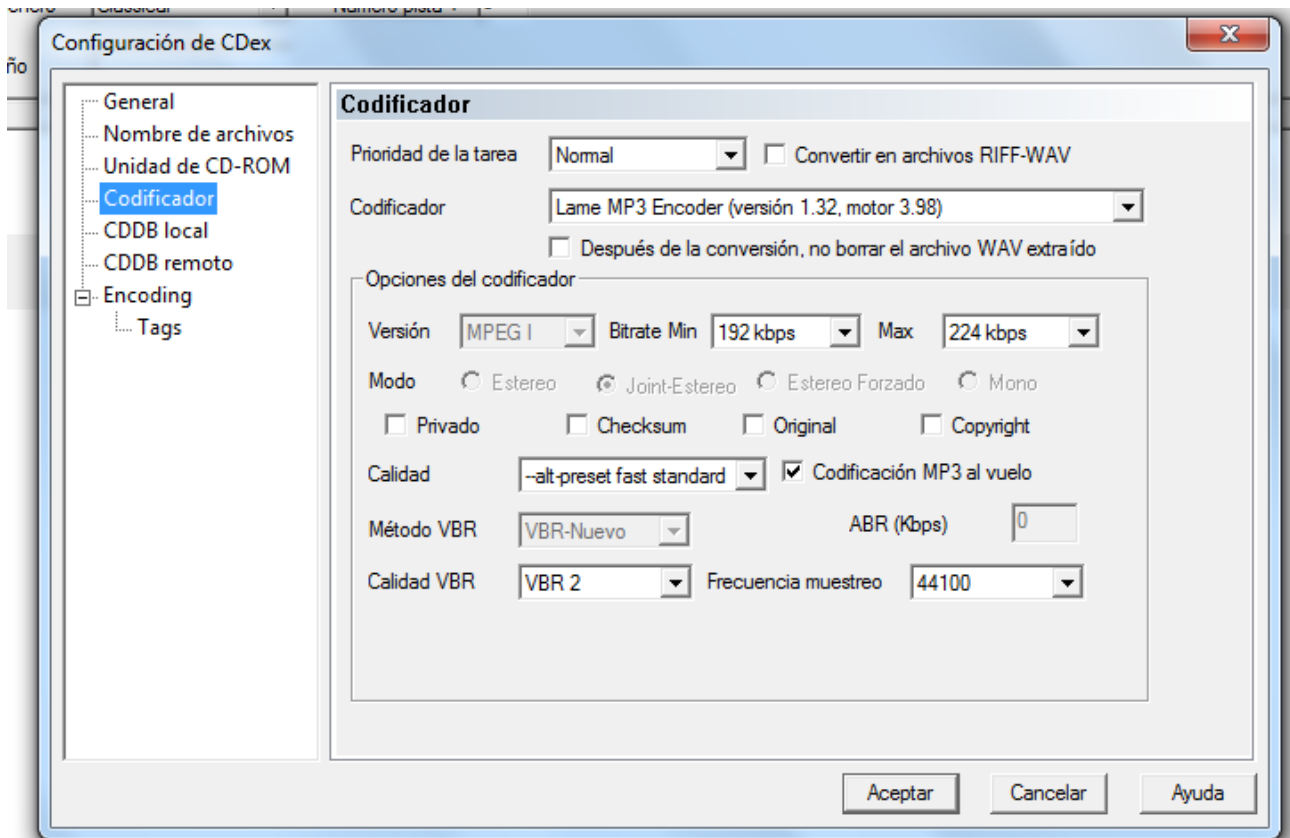 Classical Número pista
Configuración de CDex
ño
General
Nombre de archivos
Unidad de CD-ROM
Codificador
CDDB local
CDDB remoto
Encoding
Tags
Codificador
Prioridad de la tarea Normal Convertir en archivos RIFF-WAV
Codificador Lame MP3 Encoder (versión 1.32, motor 3.98)
Después de la conversión, no borrar el archivo WAV extraído
Opciones del codificador
Versión MPEG I Bitrate Min 192 kbps Max 224 kbps
Modo Estereo Joint-Estereo Estereo Forzado Mono
Privado Checksum Original Copyright
Calidad --alt-preset fast standard Codificación MP3 al vuelo
Método VBR VBR-Nuevo ABR (Kbps) 0
Calidad VBR VBR 2 Frecuencia muestreo 44100
Aceptar Cancelar Ayuda